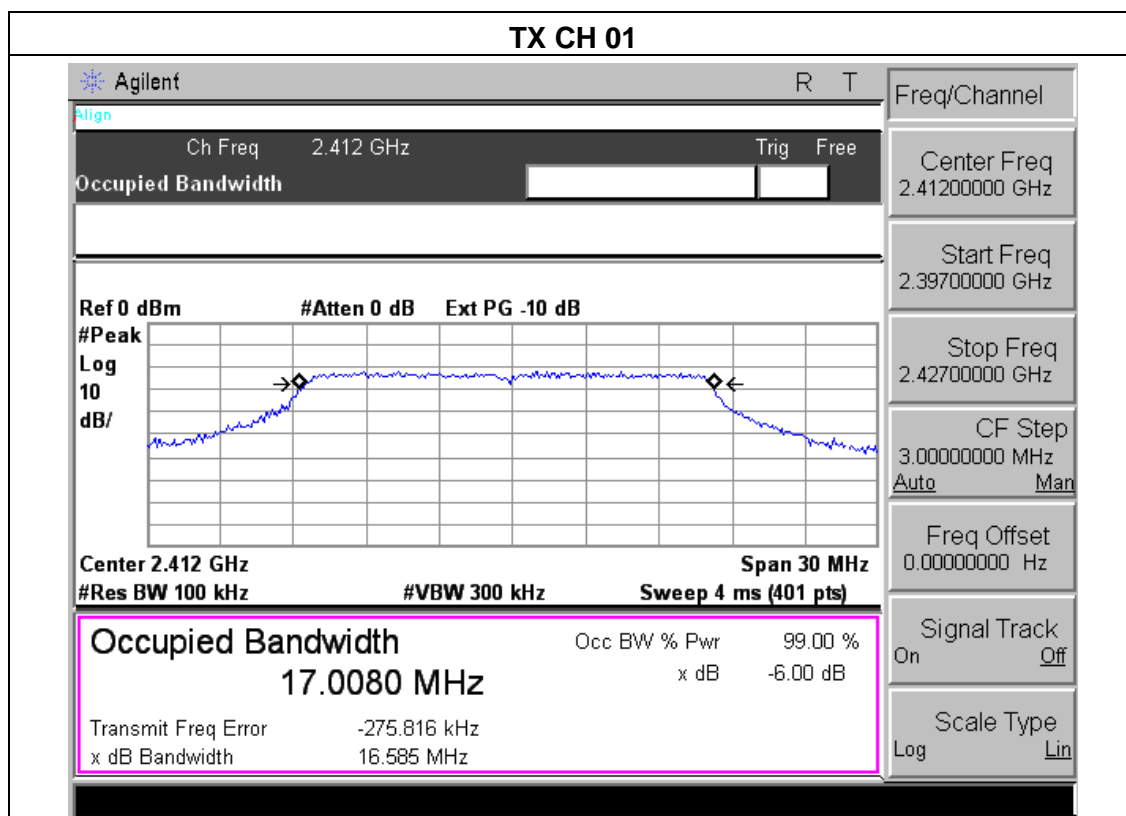 TX CH 01
Agilent R T
Align
Ch Freq 2.412 GHz Trig Free
Occupied Bandwidth
Ref 0 dBm #Atten 0 dB Ext PG -10 dB
#Peak
Log
10
dB/
Center 2.412 GHz Span 30 MHz
#Res BW 100 kHz #VBW 300 kHz Sweep 4 ms (401 pts)
Occupied Bandwidth Occ BW % Pwr 99.00 %
17.0080 MHz x dB -6.00 dB
Transmit Freq Error -275.816 kHz
x dB Bandwidth 16.585 MHz
Freq/Channel
Center Freq
2.41200000 GHz
Start Freq
2.39700000 GHz
Stop Freq
2.42700000 GHz
CF Step
3.00000000 MHz
Auto Man
Freq Offset
0.00000000 Hz
Signal Track
On Off
Scale Type
Log Lin